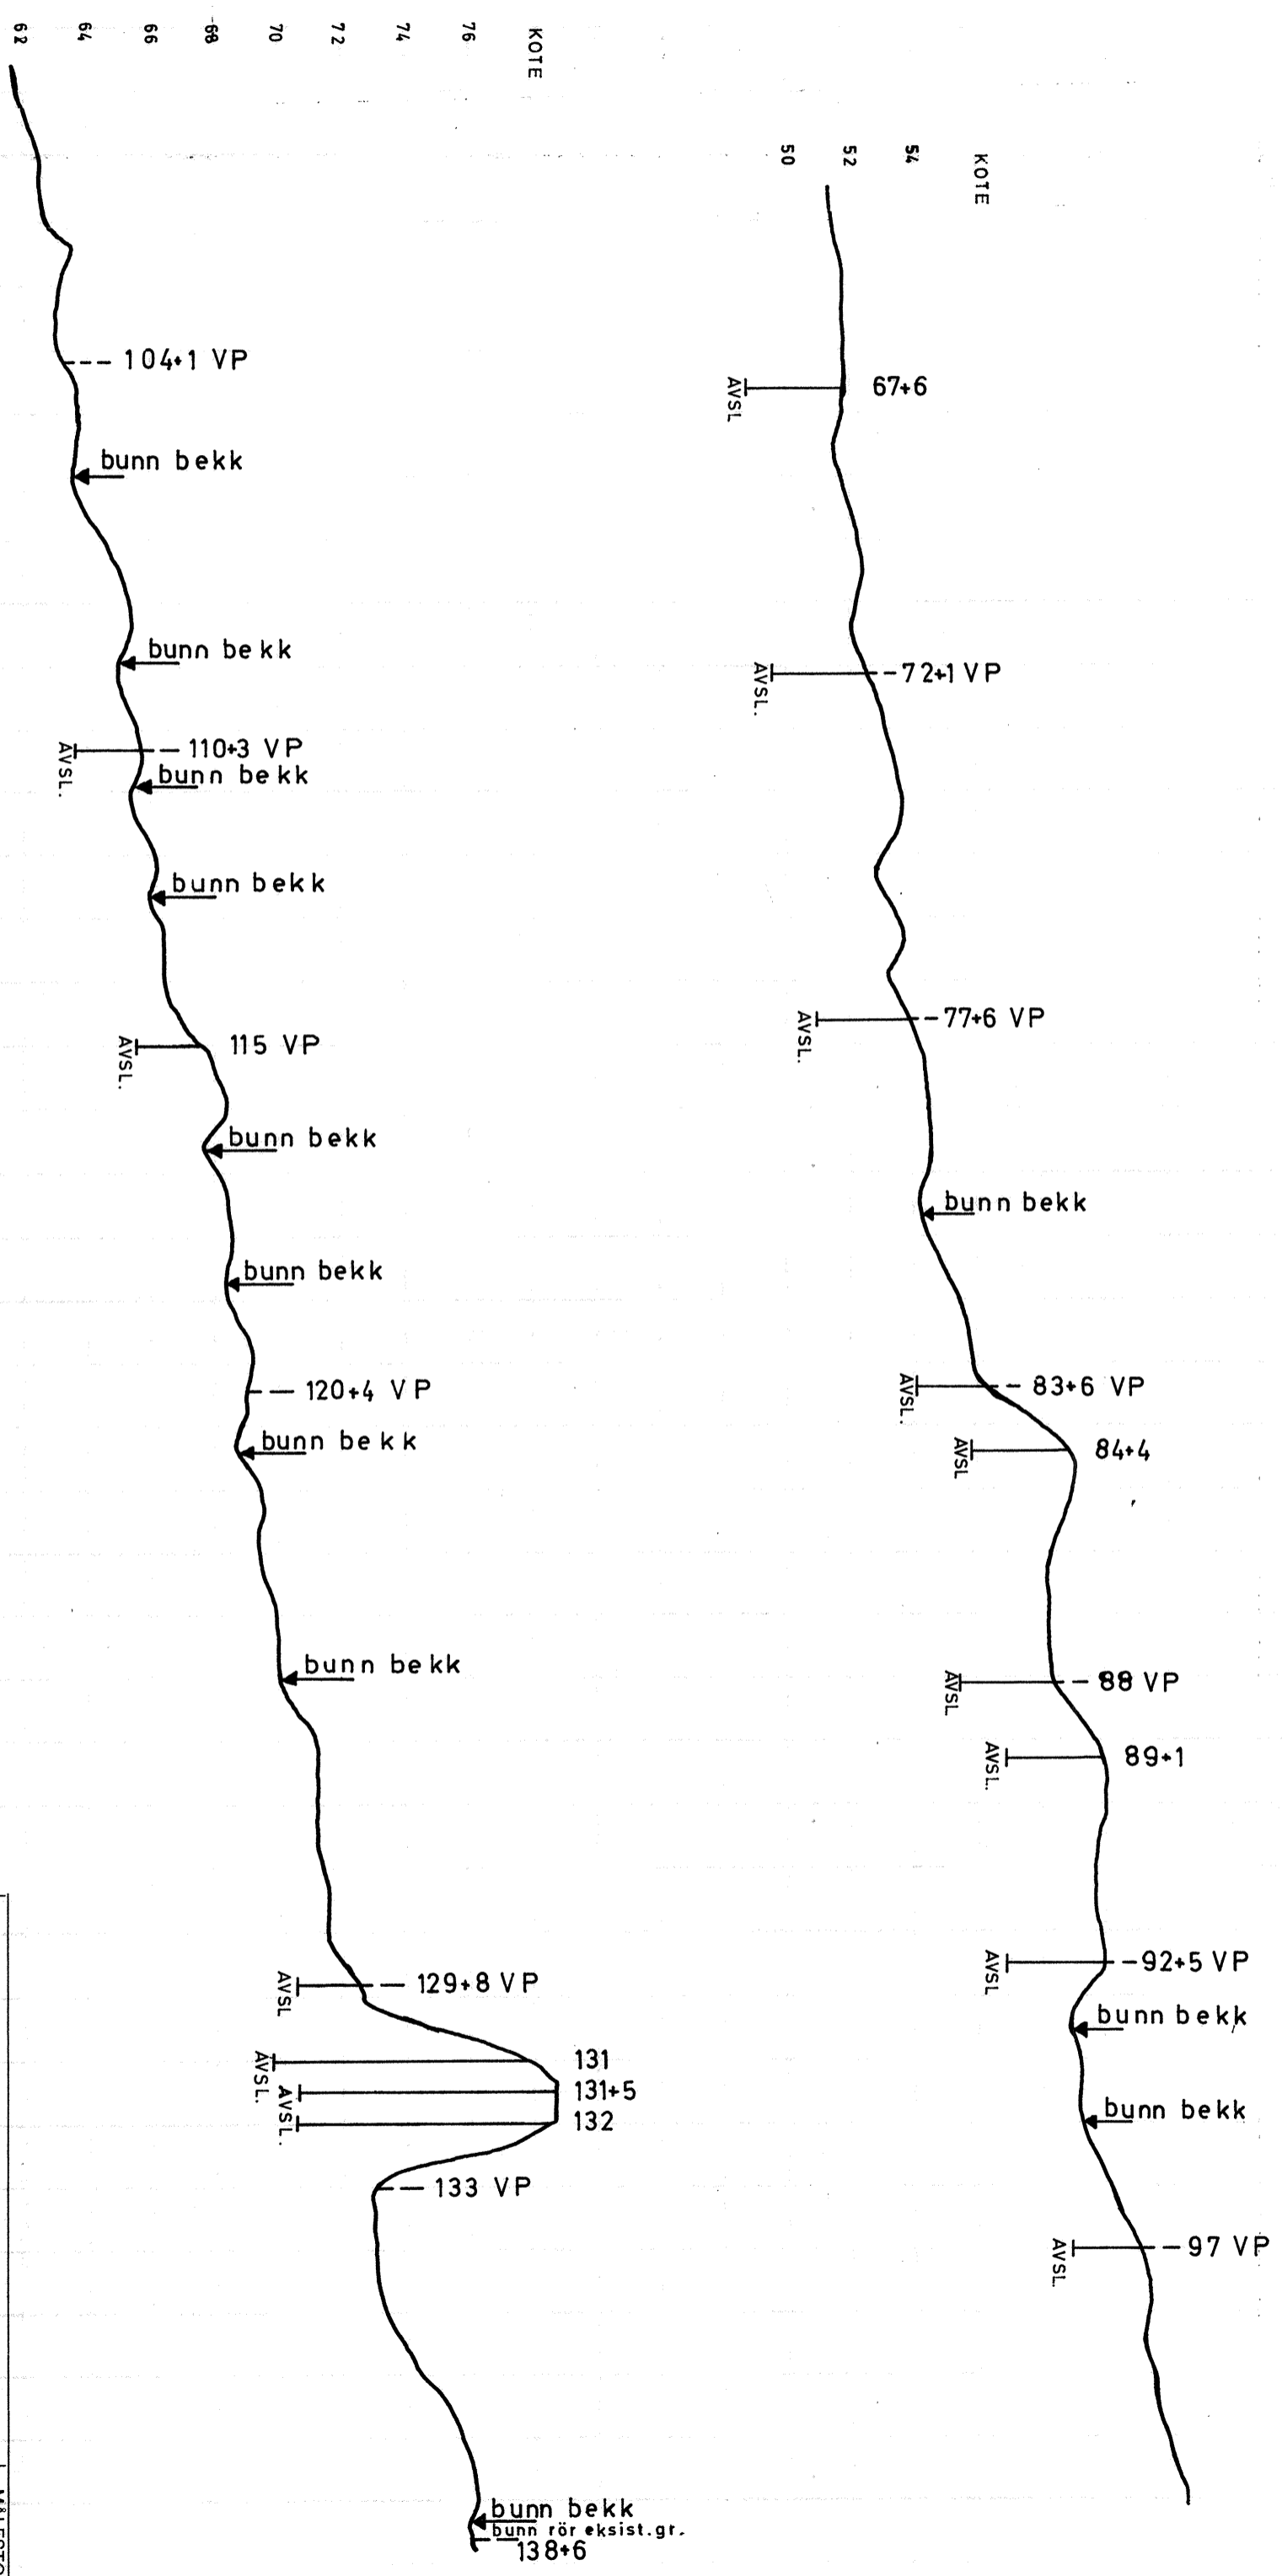 KOTE
76
74
72
70
68
66
64
62
104+1 VP
bunn bekk
bunn bekk
110+3 VP
AVSL.
bunn bekk
bunn bekk
115 VP
AVSL.
bunn bekk
bunn bekk
120+4 VP
bunn bekk
bunn bekk
129+8 VP
AVSL
131
AVSL.
131+5
AVSL.
132
133 VP
bunn bekk
bunn rör eksist.gr.
138+6
KOTE
54
52
50
67+6
AVSL
72+1 VP
AVSL.
77+6 VP
AVSL.
bunn bekk
83+6 VP
AVSL.
84+4
AVSL
88 VP
AVSL
89+1
AVSL.
92+5 VP
AVSL
bunn bekk
bunn bekk
97 VP
AVSL.